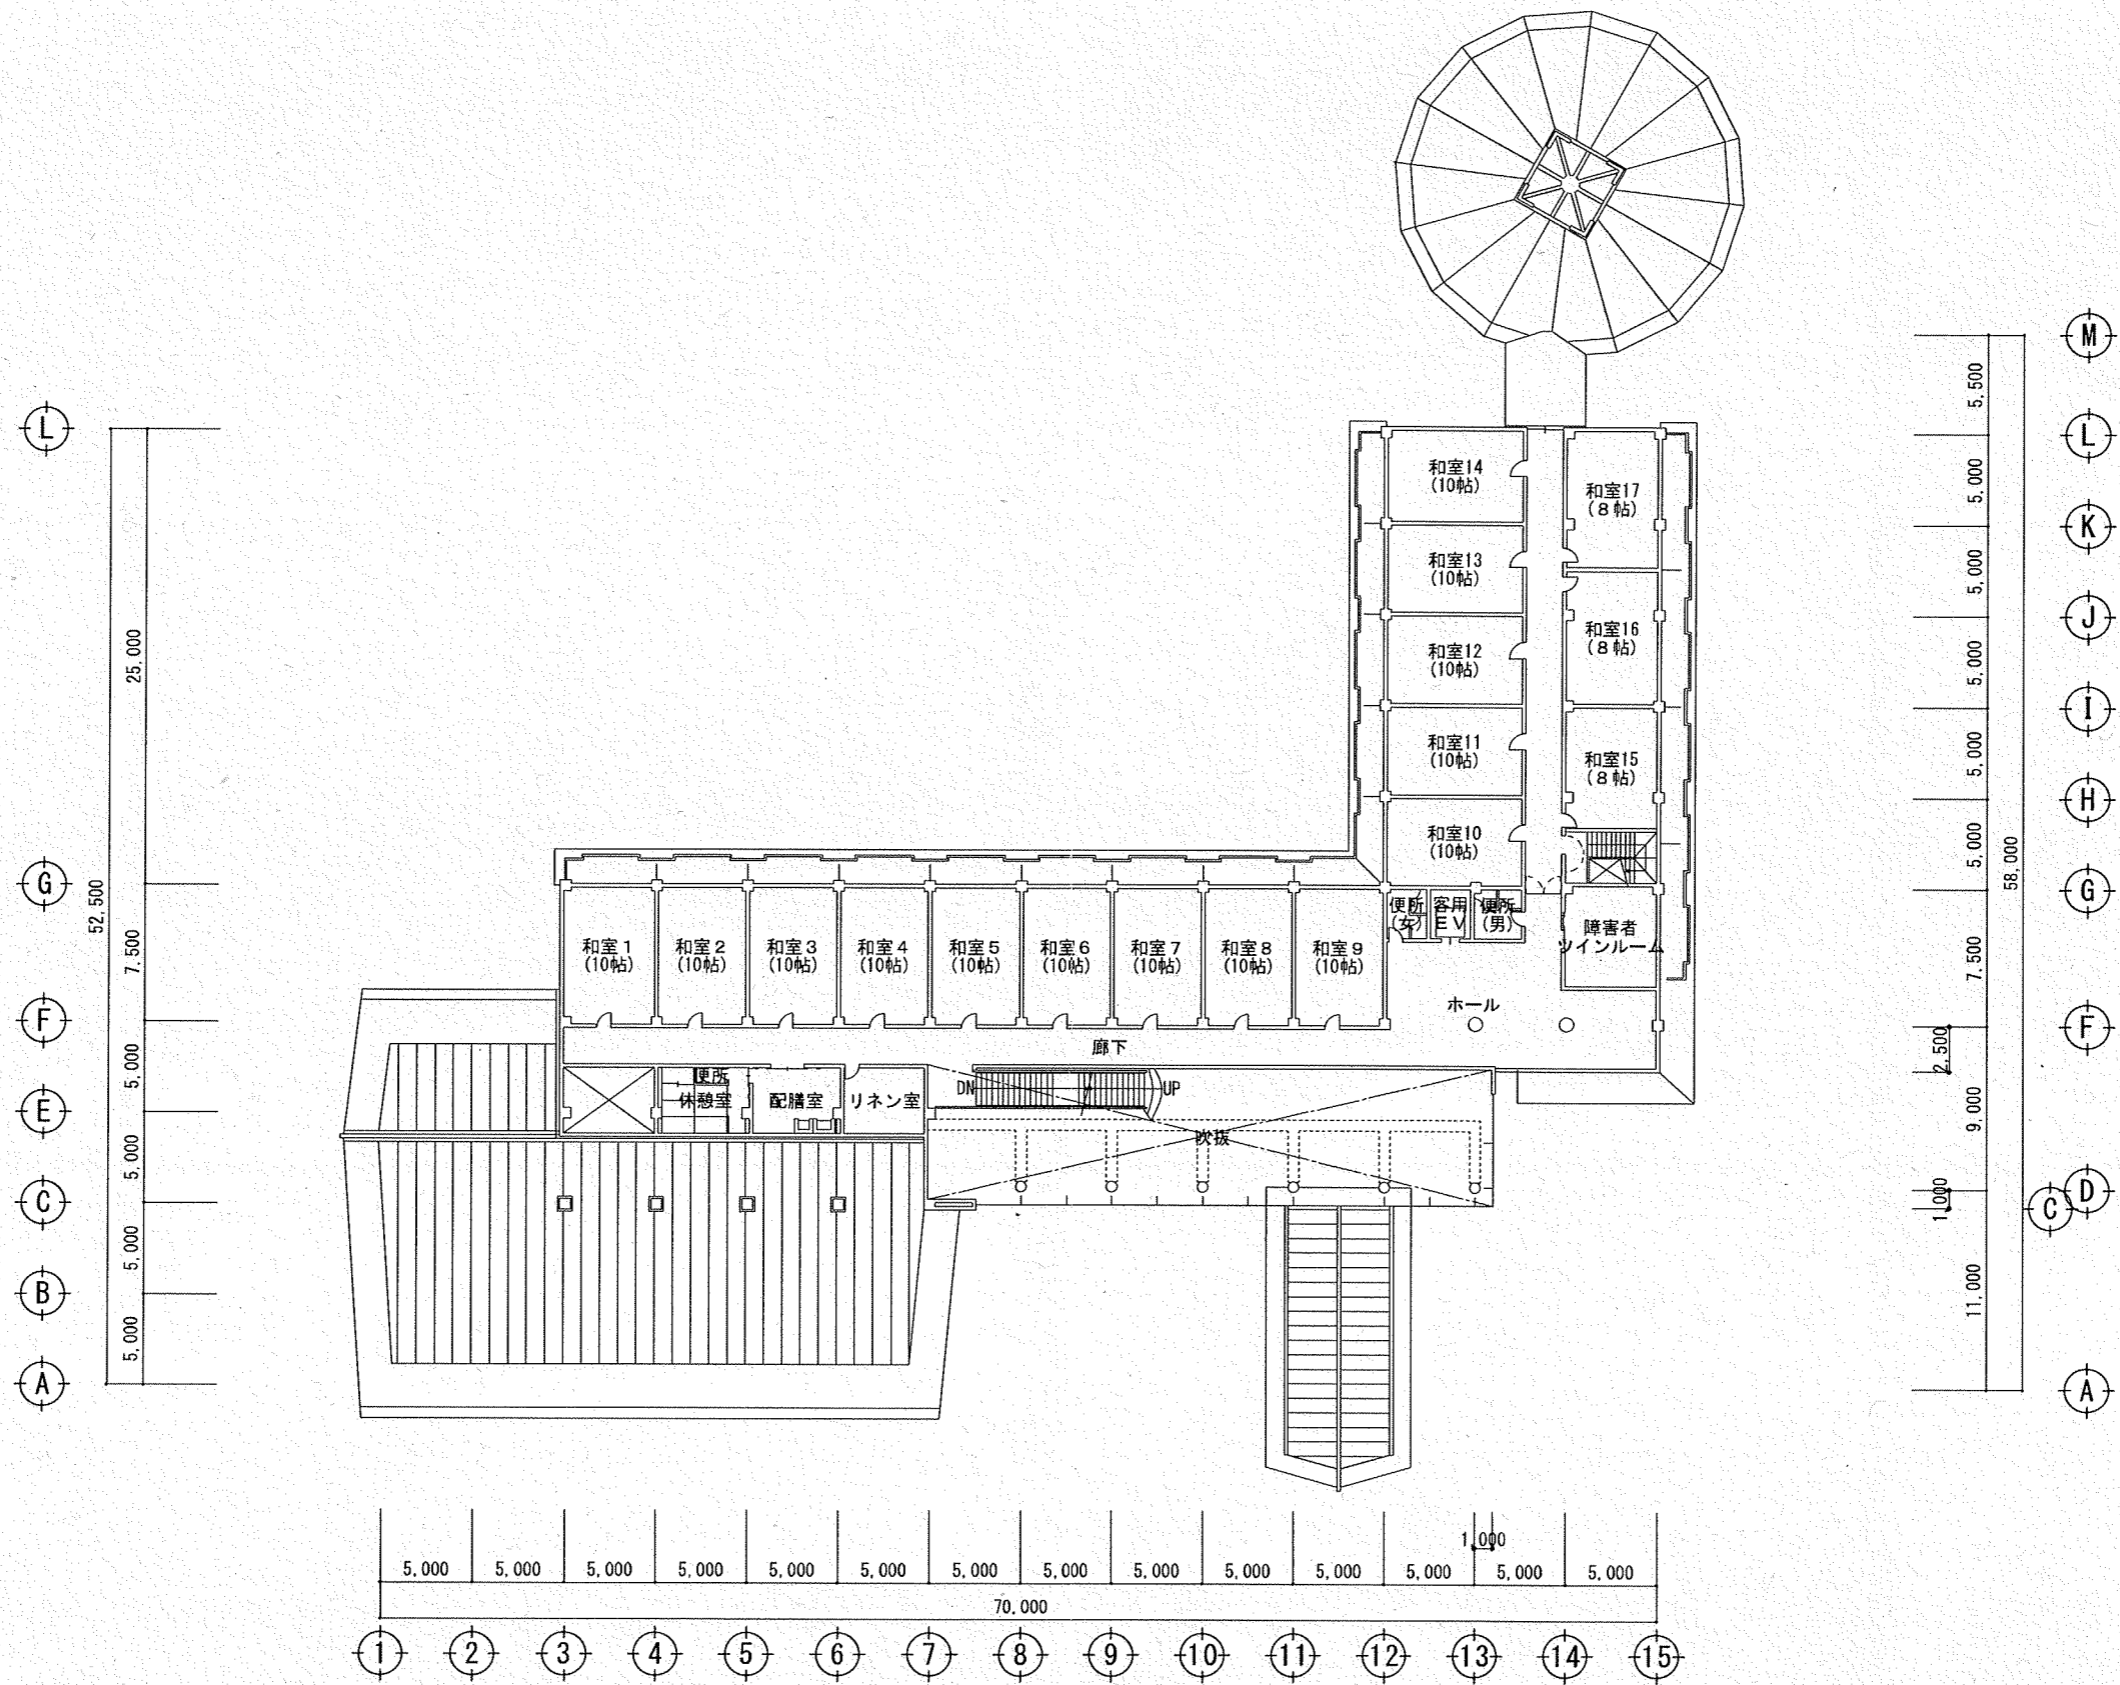 M
5,500
L
L
和室14
(10帖)
和室17
(８帖)
5,000
K
和室13
(10帖)
5,000
J
25,000
和室12
(10帖)
和室16
(８帖)
5,000
I
和室11
(10帖)
和室15
(８帖)
5,000
H
和室10
(10帖)
5,000
58,000
G
G
52,500
便所
(女)
客用
ＥＶ
便所
(男)
障害者
ツインルーム
7.500
7.500
和室１
(10帖)
和室２
(10帖)
和室３
(10帖)
和室４
(10帖)
和室５
(10帖)
和室６
(10帖)
和室７
(10帖)
和室８
(10帖)
和室９
(10帖)
ホール
F
F
廊下
2,500
5,000
便所
休憩室
配膳室
リネン室
DN
UP
E
9,000
吹抜
5,000
C
D
1,000
C
5,000
B
11.000
5,000
A
A
1,000
5,000 5,000 5,000 5,000 5,000 5,000 5,000 5,000 5,000 5,000 5,000 5,000 5,000 5,000
70.000
1 2 3 4 5 6 7 8 9 10 11 12 13 14 15